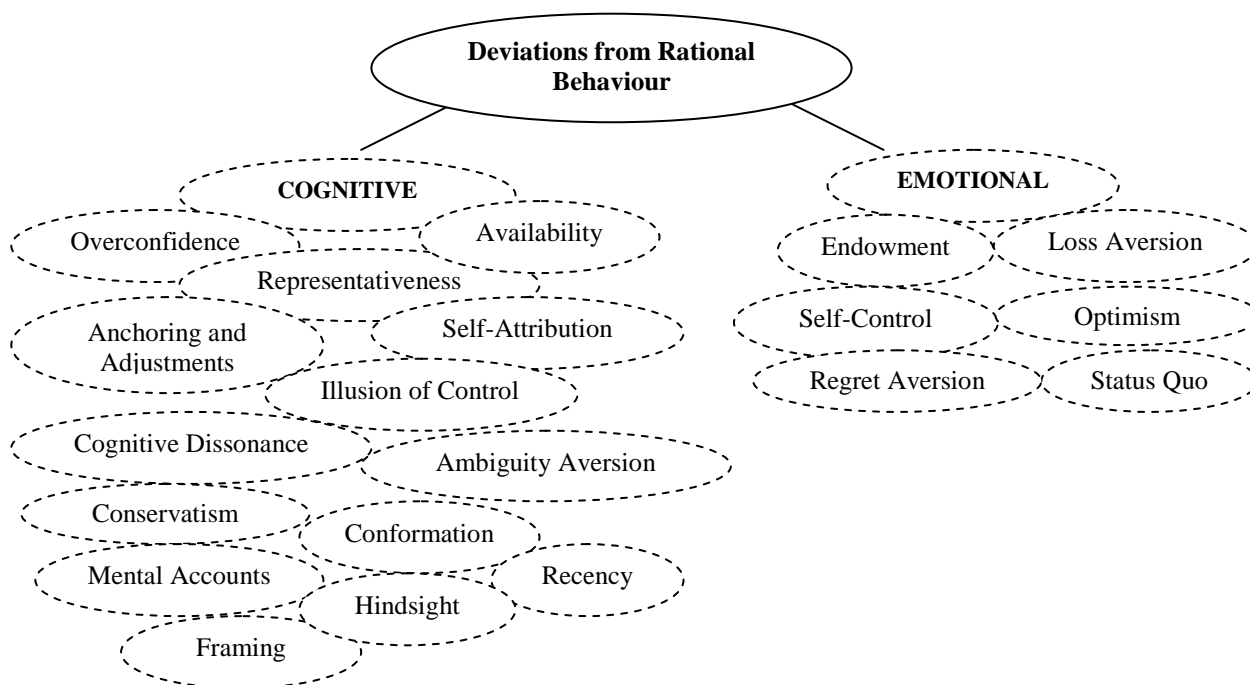 Deviations from Rational
Behaviour
COGNITIVE
EMOTIONAL
Overconfidence
Availability
Endowment
Loss Aversion
Representativeness
Anchoring and
Adjustments
Self-Attribution
Self-Control
Optimism
Illusion of Control
Regret Aversion
Status Quo
Cognitive Dissonance
Ambiguity Aversion
Conservatism
Conformation
Mental Accounts
Recency
Hindsight
Framing